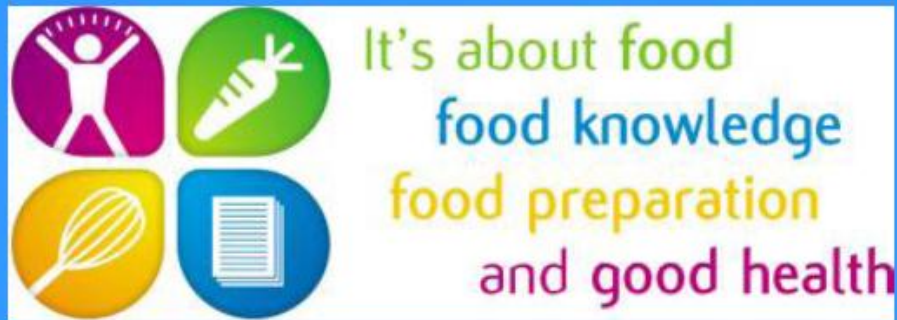 It's about food
food knowledge
food preparation
and good health